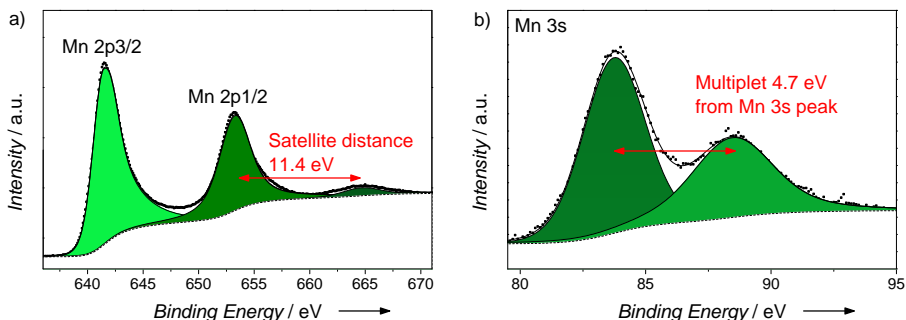 a)
Mn 2p3/2
Mn 2p1/2
Satellite distance
11.4 eV
Intensity / a.u.
640 645 650 655 660 665 670
Binding Energy / eV
b)
Mn 3s
Multiplet 4.7 eV
from Mn 3s peak
Intensity / a.u.
80 85 90 95
Binding Energy / eV